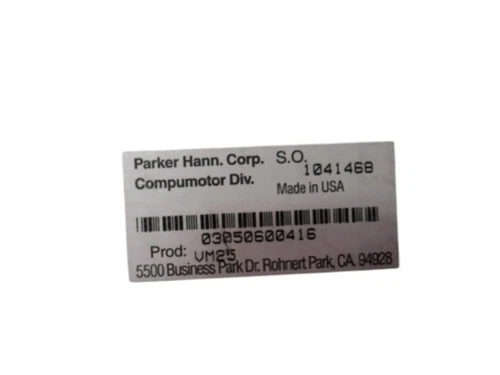 Parker Hann. Corp. S.O. 1041468
Compumotor Div. Made in USA
03050600416
Prod: VM25
5500 Business Park Dr. Rohnert Park, CA. 94928